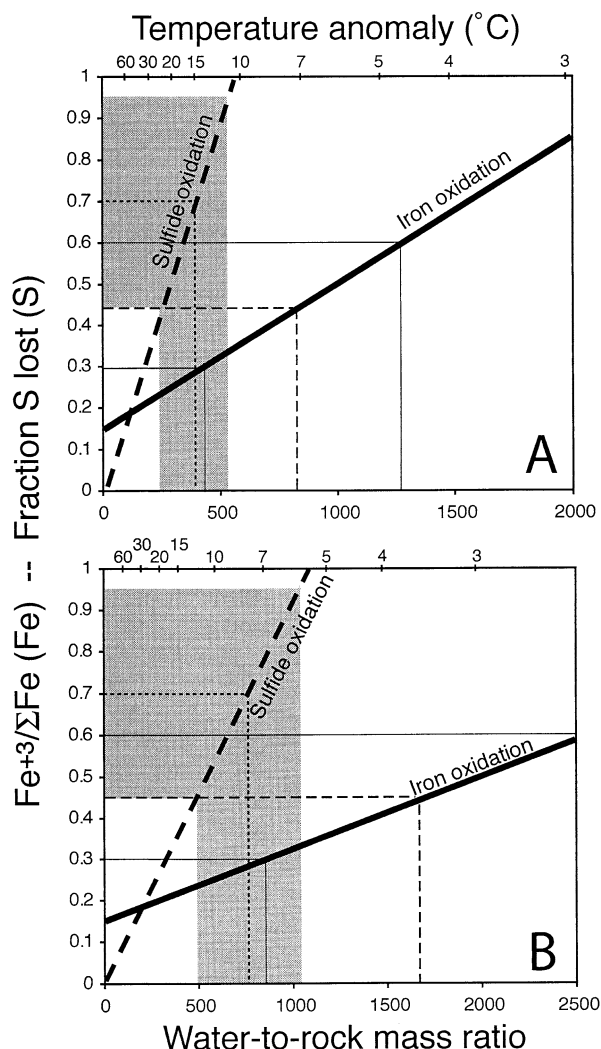 Temperature anomaly (°C)
60 30 20 15 10 7 5 4 3
1
0.9
0.8
0.7
0.6
0.5
0.4
0.3
0.2
0.1
0
Sulfide oxidation
Iron oxidation
A
0 500 1000 1500 2000
Fe+3/ΣFe (Fe) -- Fraction S lost (S)
60 30 20 15 10 7 5 4 3
1
0.9
0.8
0.7
0.6
0.5
0.4
0.3
0.2
0.1
0
Sulfide oxidation
Iron oxidation
B
0 500 1000 1500 2000 2500
Water-to-rock mass ratio